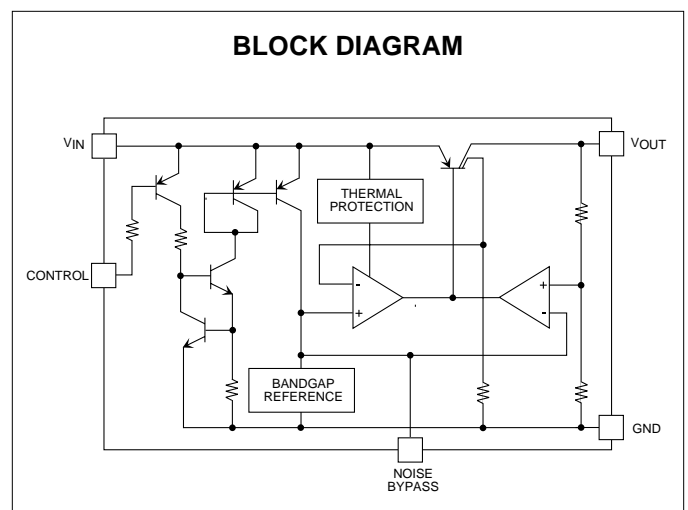 BLOCK DIAGRAM
VIN
VOUT
THERMAL
PROTECTION
CONTROL
-
+
+
-
BANDGAP
REFERENCE
GND
NOISE
BYPASS